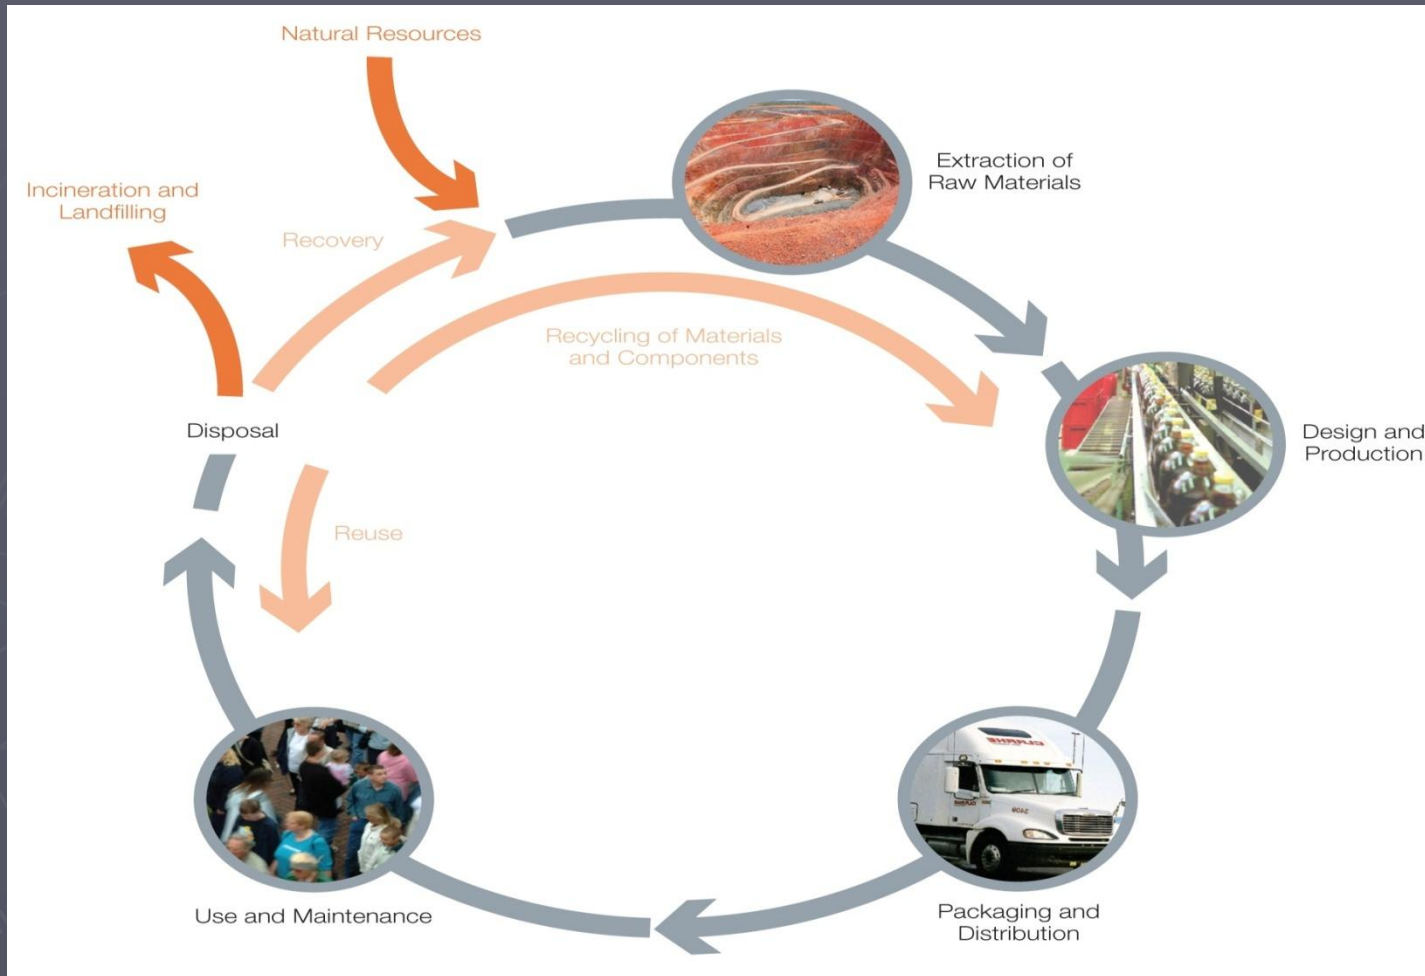 Natural Resources
Incineration and
Landfilling
Recovery
Extraction of
Raw Materials
Recycling of Materials
and Components
Disposal
Design and
Production
Reuse
Use and Maintenance
Packaging and
Distribution